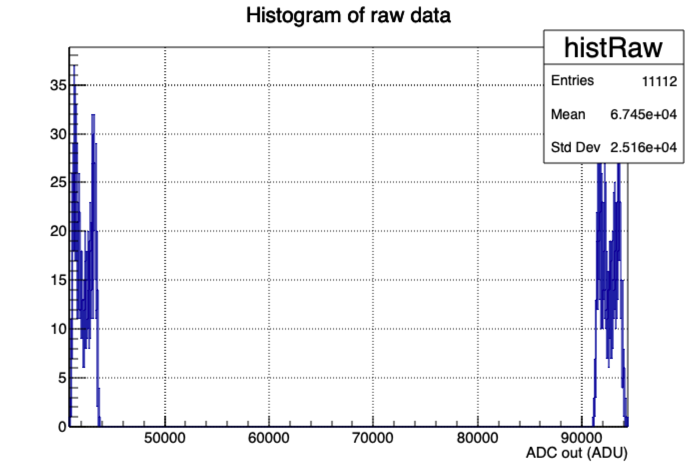 Histogram of raw data
histRaw
Entries 11112
Mean 6.745e+04
Std Dev 2.516e+04
35
30
25
20
15
10
5
0
50000 60000 70000 80000 90000
ADC out (ADU)